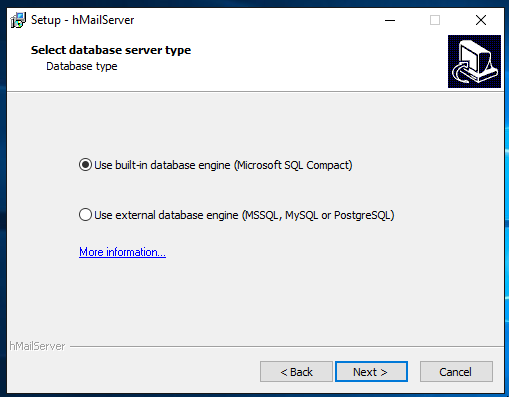 Setup - hMailServer
Select database server type
Database type
Use built-in database engine (Microsoft SQL Compact)
Use external database engine (MSSQL, MySQL or PostgreSQL)
More information...
hMailServer
< Back
Next >
Cancel